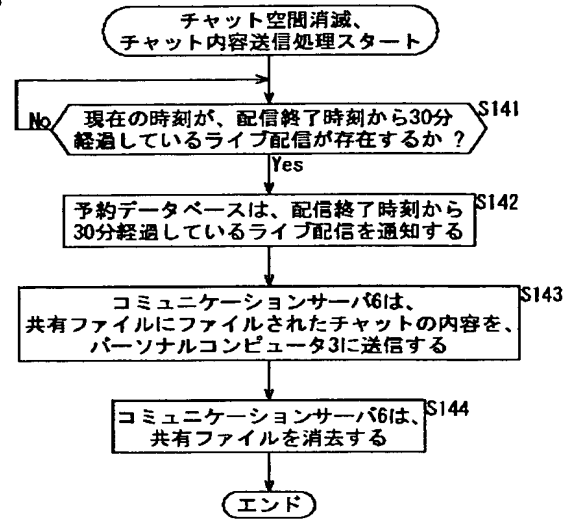 チャット空間消滅、
チャット内容送信処理スタート
S141
No
現在の時刻が、配信終了時刻から30分
経過しているライブ配信が存在するか ?
Yes
S142
予約データベースは、配信終了時刻から
30分経過しているライブ配信を通知する
S143
コミュニケーションサーバ6は、
共有ファイルにファイルされたチャットの内容を、
パーソナルコンピュータ3に送信する
S144
コミュニケーションサーバ6は、
共有ファイルを消去する
エンド